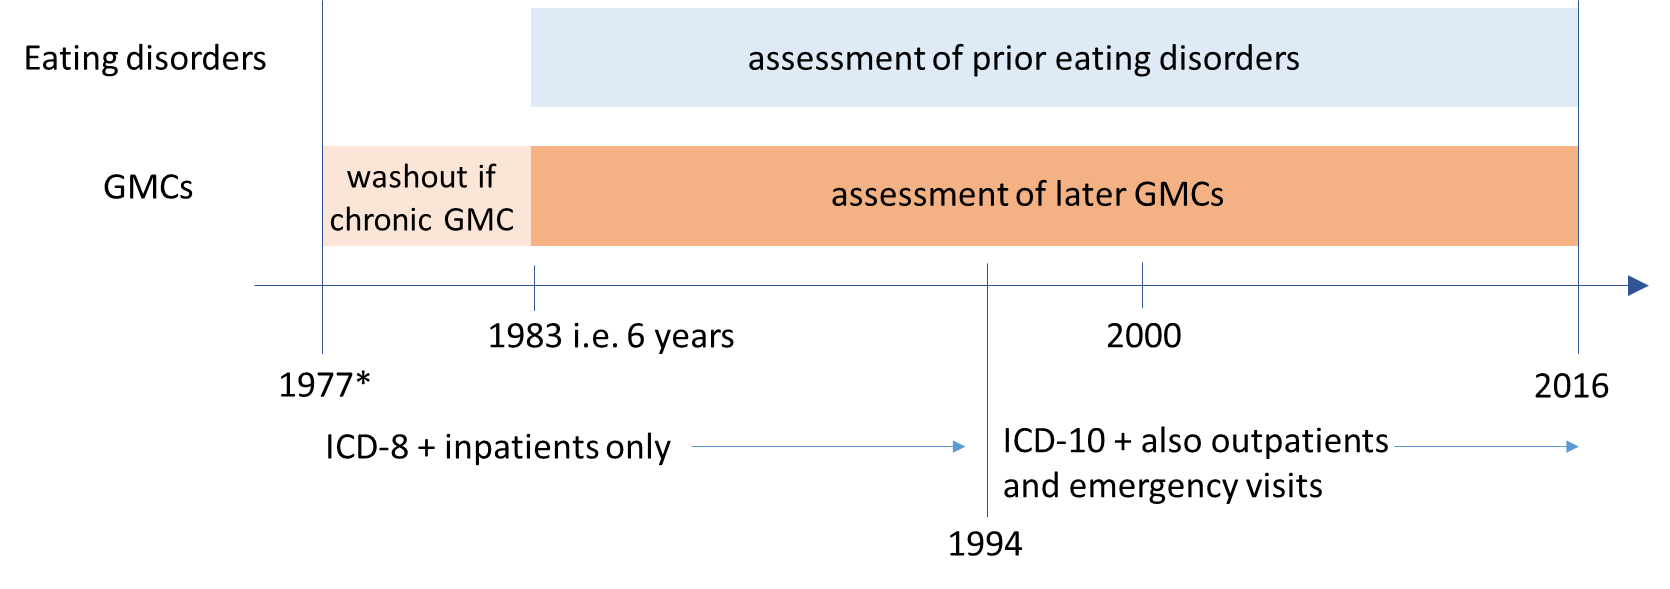 Eating disorders
assessment of prior eating disorders
GMCs
washout if
chronic GMC
assessment of later GMCs
1983 i.e. 6 years
2000
1977*
2016
ICD-8 + inpatients only
ICD-10 + also outpatients
and emergency visits
1994